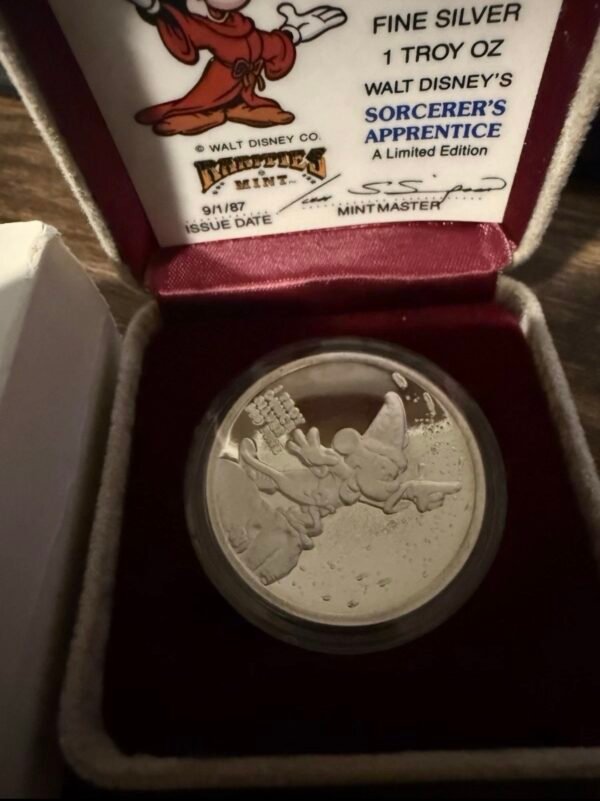 FINE SILVER
1 TROY OZ
WALT DISNEY'S
SORCERER'S
APPRENTICE
A Limited Edition
© WALT DISNEY CO.
RARITIES
MINT
9/1/87
ISSUE DATE
MINTMASTER